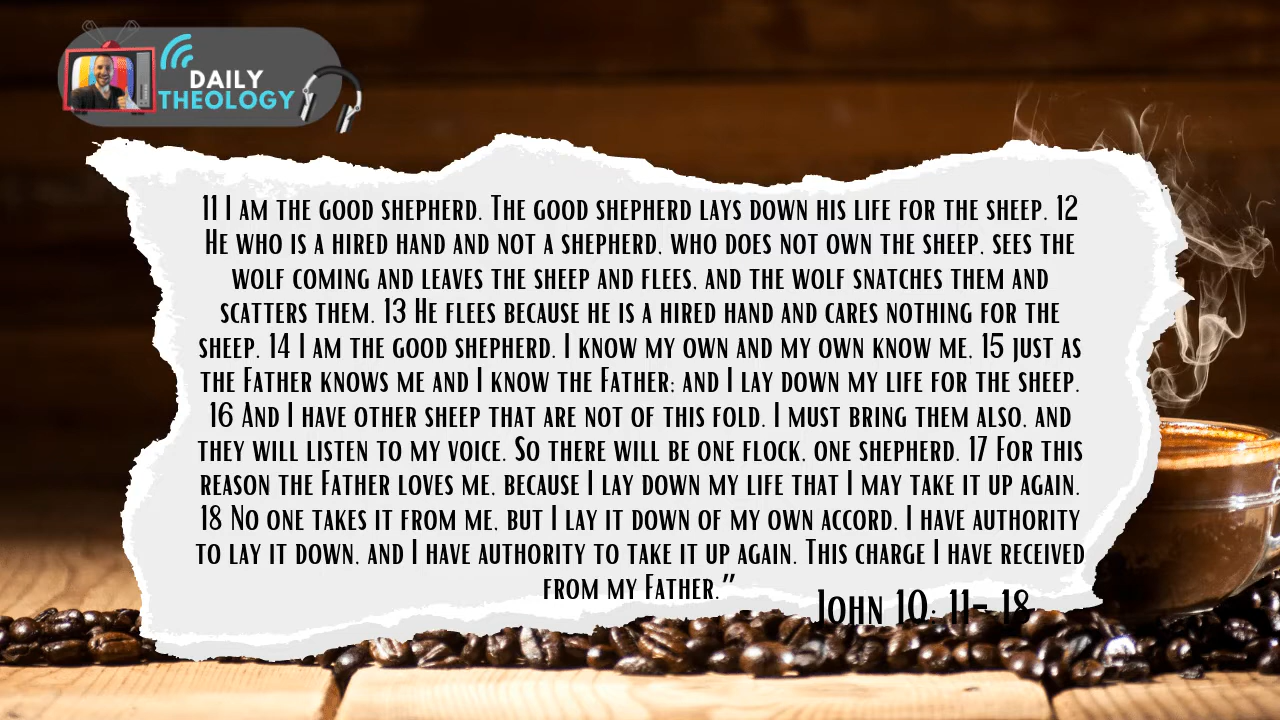 DAILY
THEOLOGY
11 I am the good shepherd. The good shepherd lays down his life for the sheep. 12
He who is a hired hand and not a shepherd, who does not own the sheep, sees the
wolf coming and leaves the sheep and flees, and the wolf snatches them and
scatters them. 13 He flees because he is a hired hand and cares nothing for the
sheep. 14 I am the good shepherd. I know my own and my own know me, 15 just as
the Father knows me and I know the Father; and I lay down my life for the sheep.
16 And I have other sheep that are not of this fold. I must bring them also, and
they will listen to my voice. So there will be one flock, one shepherd. 17 For this
reason the Father loves me, because I lay down my life that I may take it up again.
18 No one takes it from me, but I lay it down of my own accord. I have authority
to lay it down, and I have authority to take it up again. This charge I have received
from my Father.”
John 10: 11- 18